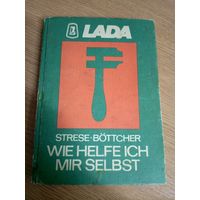 LADA
STRESE·BÖTTCHER
WIE HELFE ICH
MIR SELBST